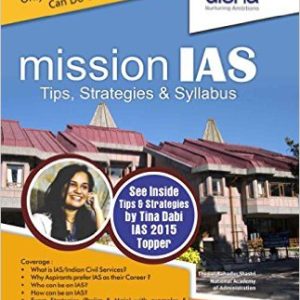 Can Do
disha
Nurturing Ambitions
mission IAS
Tips, Strategies & Syllabus
See Inside
Tips & Strategies
by Tina Dabi
IAS 2015
Topper
National Academy
of Administration
Coverage :
• What is IAS/Indian Civil Services?
• Why Aspirants prefer IAS as their Career ?
• Who can be an IAS?
• How can be an IAS?